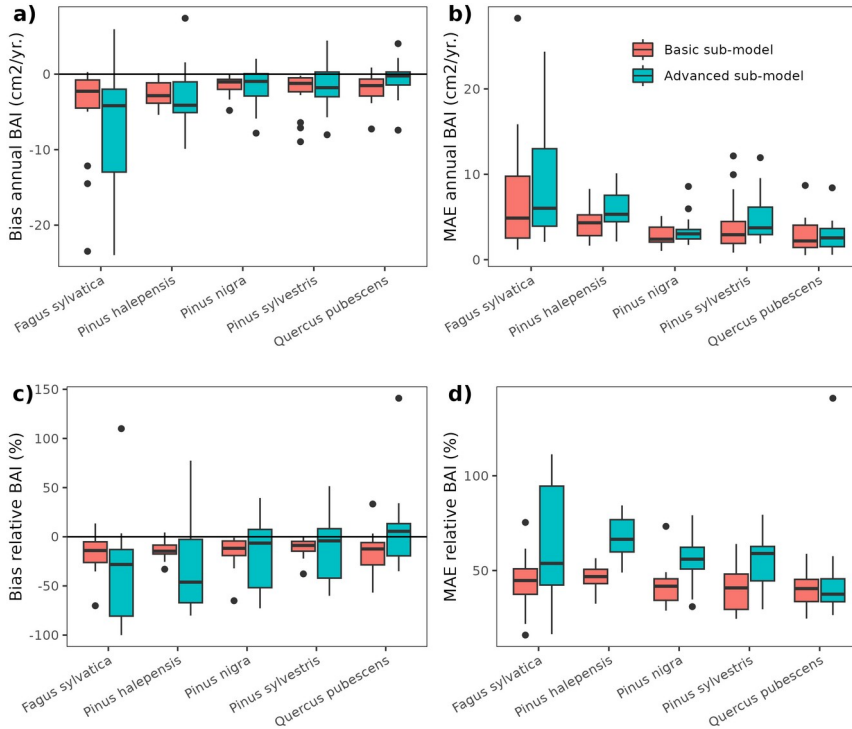 a)
Bias annual BAI (cm2/yr.)
0
-10
-20
Fagus sylvatica
Pinus halepensis
Pinus nigra
Pinus sylvestris
Quercus pubescens
b)
MAE annual BAI (cm2/yr.)
20
10
0
Basic sub-model
Advanced sub-model
Fagus sylvatica
Pinus halepensis
Pinus nigra
Pinus sylvestris
Quercus pubescens
c)
Bias relative BAI (%)
150
100
50
0
-50
-100
Fagus sylvatica
Pinus halepensis
Pinus nigra
Pinus sylvestris
Quercus pubescens
d)
MAE relative BAI (%)
100
50
Fagus sylvatica
Pinus halepensis
Pinus nigra
Pinus sylvestris
Quercus pubescens